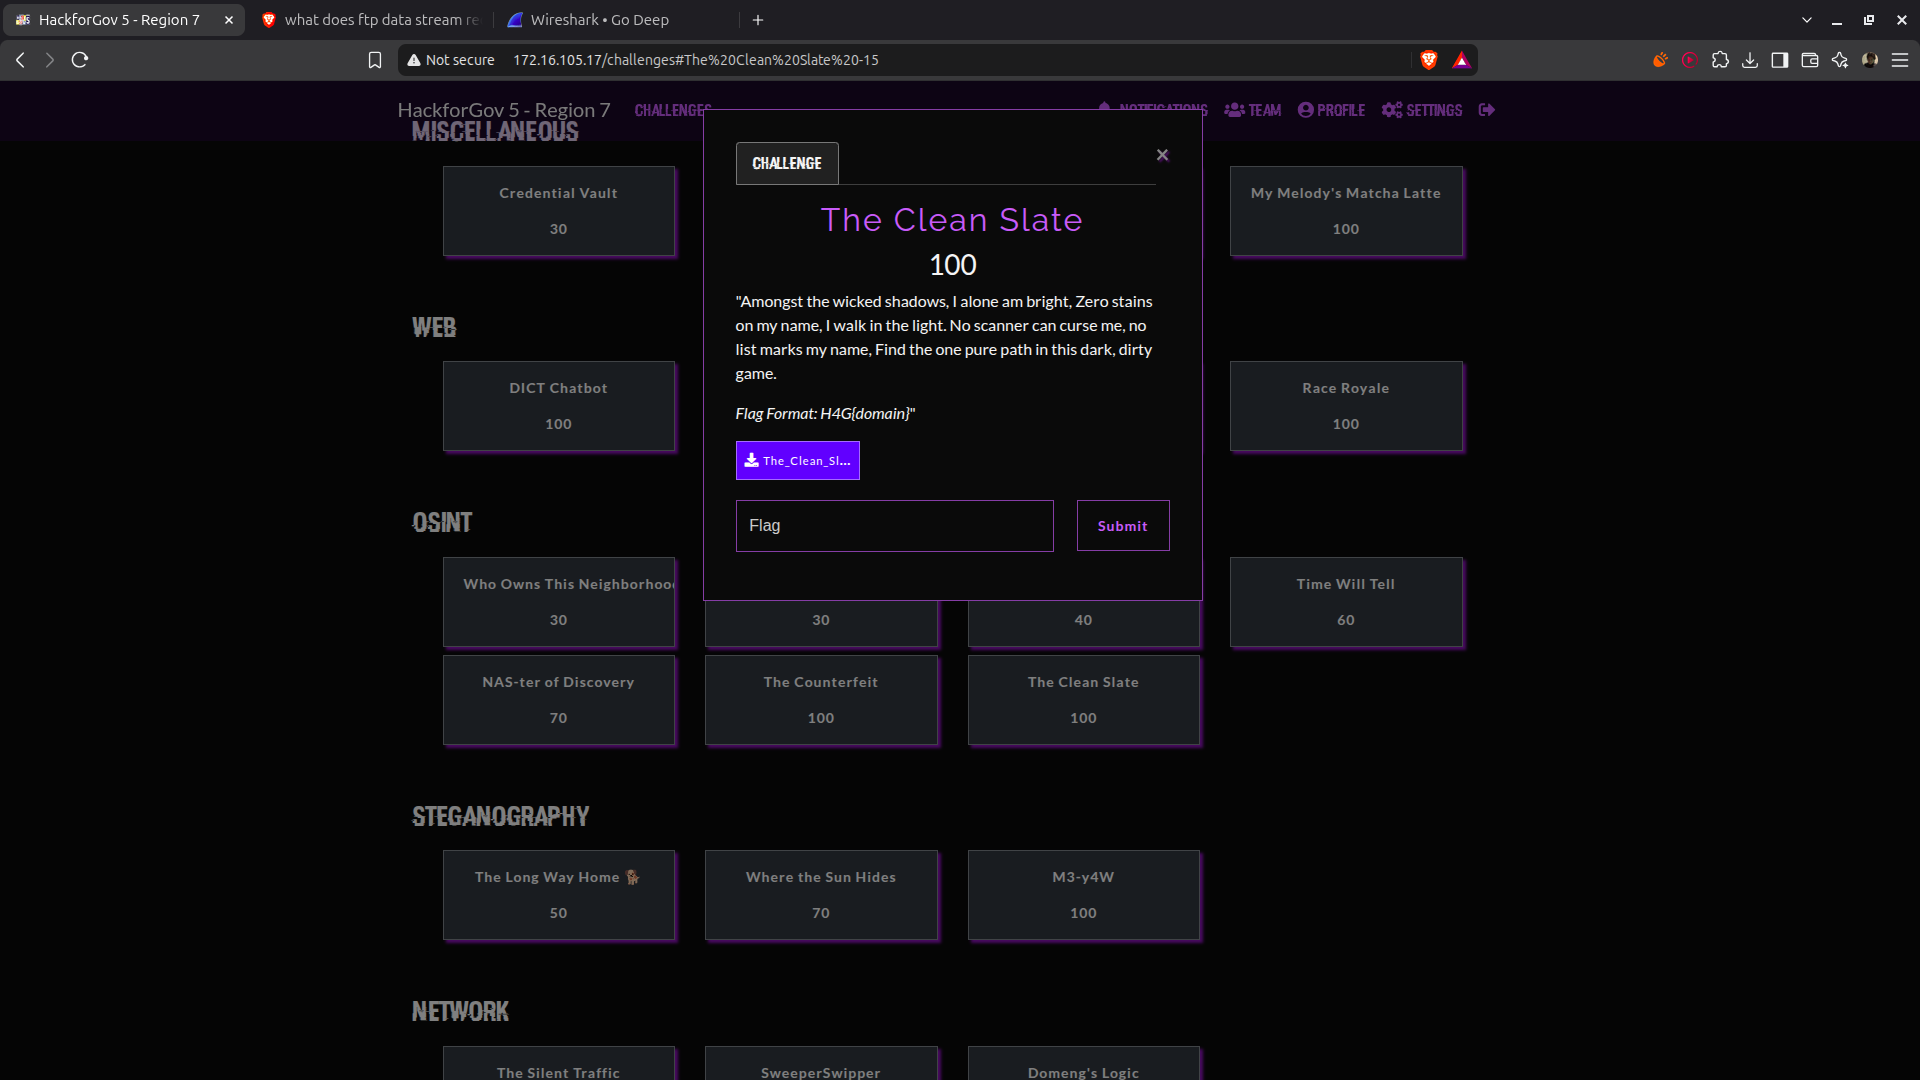 HackforGov 5 - Region 7
what does ftp data stream re
Wireshark • Go Deep
Not secure
172.16.105.17/challenges#The%20Clean%20Slate%20-15
HackforGov 5 - Region 7
CHALLENGES
NOTIFICATIONS
TEAM
PROFILE
SETTINGS
MISCELLANEOUS
Credential Vault
30
My Melody's Matcha Latte
100
CHALLENGE
×
The Clean Slate
100
"Amongst the wicked shadows, I alone am bright, Zero stains
on my name, I walk in the light. No scanner can curse me, no
list marks my name, Find the one pure path in this dark, dirty
game.
Flag Format: H4G{domain}"
The_Clean_Sl...
Flag
Submit
WEB
DICT Chatbot
100
Race Royale
100
OSINT
Who Owns This Neighborhoo
30
30
40
Time Will Tell
60
NAS-ter of Discovery
70
The Counterfeit
100
The Clean Slate
100
STEGANOGRAPHY
The Long Way Home 🐕
50
Where the Sun Hides
70
M3-y4W
100
NETWORK
The Silent Traffic
SweeperSwipper
Domeng's Logic